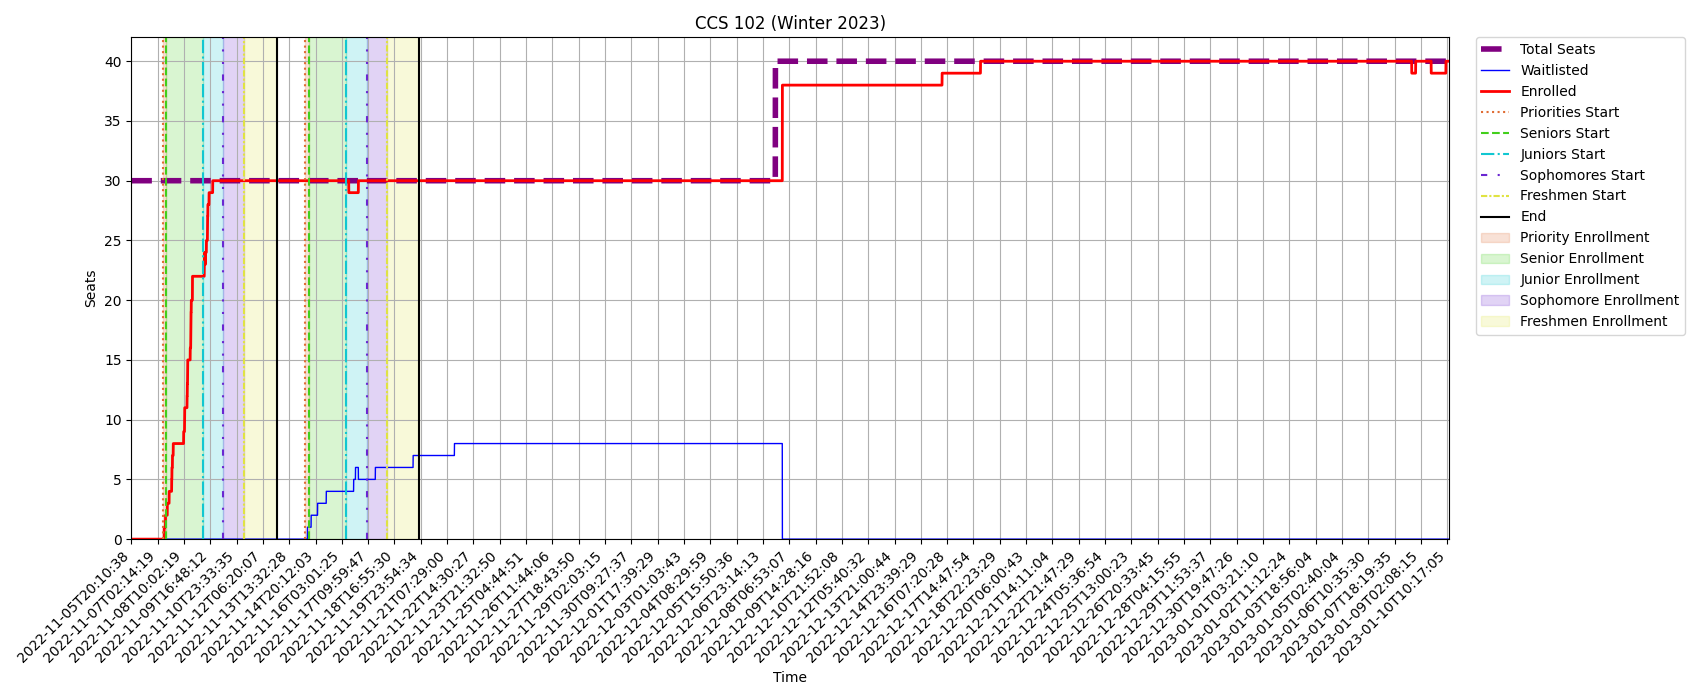 CCS 102 (Winter 2023)
Total Seats
Waitlisted
Enrolled
Priorities Start
Seniors Start
Juniors Start
Sophomores Start
Freshmen Start
End
Priority Enrollment
Senior Enrollment
Junior Enrollment
Sophomore Enrollment
Freshmen Enrollment
Seats
40
35
30
25
20
15
10
5
0
2022-11-05T20:10:38
2022-11-07T02:14:19
2022-11-08T10:02:19
2022-11-09T16:48:12
2022-11-10T23:33:35
2022-11-12T06:20:07
2022-11-13T13:32:28
2022-11-14T20:12:03
2022-11-16T03:01:25
2022-11-17T09:59:47
2022-11-18T16:55:30
2022-11-19T23:54:34
2022-11-21T07:29:00
2022-11-22T14:30:27
2022-11-23T21:32:50
2022-11-25T04:44:51
2022-11-26T11:44:06
2022-11-27T18:43:50
2022-11-29T02:03:15
2022-11-30T09:27:37
2022-12-01T17:39:29
2022-12-03T01:03:43
2022-12-04T08:29:59
2022-12-05T15:50:36
2022-12-06T23:14:13
2022-12-08T06:53:07
2022-12-09T14:28:16
2022-12-10T21:52:08
2022-12-12T05:40:32
2022-12-13T21:00:44
2022-12-14T23:39:29
2022-12-16T07:20:28
2022-12-17T14:47:54
2022-12-18T22:23:29
2022-12-20T06:00:43
2022-12-21T14:11:04
2022-12-22T21:47:29
2022-12-24T05:36:54
2022-12-25T13:00:23
2022-12-26T20:33:45
2022-12-28T04:15:55
2022-12-29T11:53:37
2022-12-30T19:47:26
2023-01-01T03:21:10
2023-01-02T11:12:24
2023-01-03T18:56:04
2023-01-05T02:40:04
2023-01-06T10:35:30
2023-01-07T18:19:35
2023-01-09T02:08:15
2023-01-10T10:17:05
Time